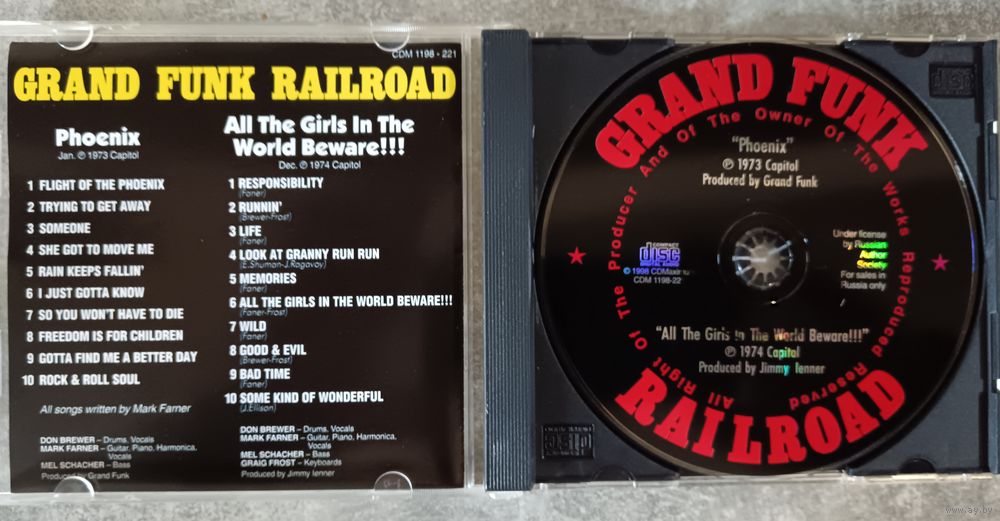 CDM 1198 - 221
GRAND FUNK RAILROAD
Phoenix
Jan. ℗ 1973 Capitol
1 FLIGHT OF THE PHOENIX
2 TRYING TO GET AWAY
3 SOMEONE
4 SHE GOT TO MOVE ME
5 RAIN KEEPS FALLIN'
6 I JUST GOTTA KNOW
7 SO YOU WON'T HAVE TO DIE
8 FREEDOM IS FOR CHILDREN
9 GOTTA FIND ME A BETTER DAY
10 ROCK & ROLL SOUL
All songs written by Mark Farner
DON BREWER – Drums, Vocals
MARK FARNER – Guitar, Piano, Harmonica,
Vocals
MEL SCHACHER – Bass
Produced by Grand Funk
All The Girls In The
World Beware!!!
Dec. ℗ 1974 Capitol
1 RESPONSIBILITY
(Faner)
2 RUNNIN'
(Brewer-Frost)
3 LIFE
(Faner)
4 LOOK AT GRANNY RUN RUN
(E.Shuman-J.Ragavoy)
5 MEMORIES
(Faner)
6 ALL THE GIRLS IN THE WORLD BEWARE!!!
(Faner-Frost)
7 WILD
(Faner)
8 GOOD & EVIL
(Brewer-Frost)
9 BAD TIME
(Faner)
10 SOME KIND OF WONDERFUL
(J.Ellison)
DON BREWER – Drums, Vocals
MARK FARNER – Guitar, Piano, Harmonica,
Vocals
MEL SCHACHER – Bass
GRAIG FROST – Keyboards
Produced by Jimmy Ienner
GRAND FUNK
RAILROAD
All Right Of The Producer And Of The Owner Of The Works Reproduced Reserved
"Phoenix"
℗ 1973 Capitol
Produced by Grand Funk
COMPACT
disc
DIGITAL AUDIO
© 1998 CDMaximum
CDM 1198-22
Under license
by Russian
Author
Society
For sales in
Russia only
"All The Girls In The World Beware!!!"
℗ 1974 Capitol
Produced by Jimmy Ienner
www.ay.by